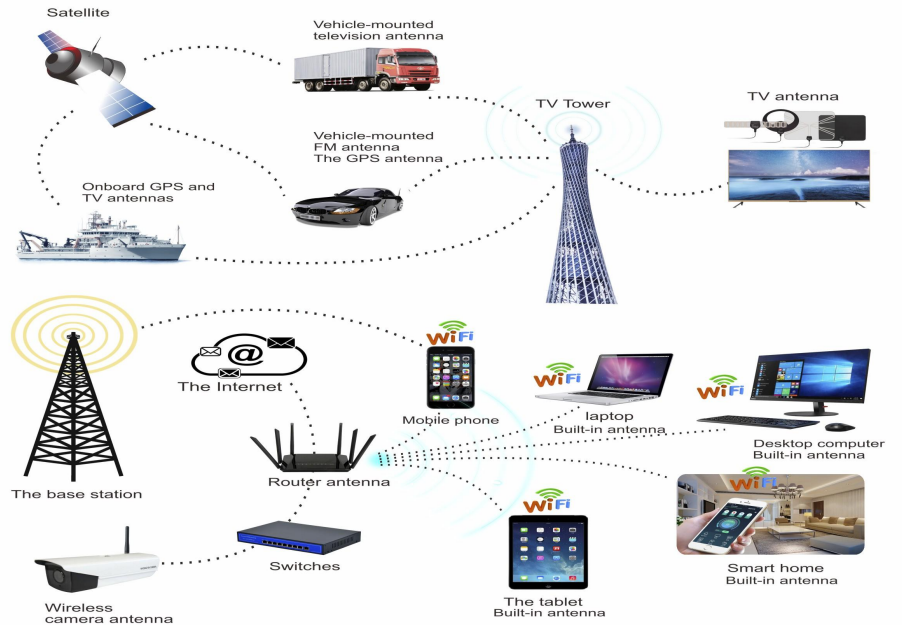 Satellite
Vehicle-mounted
television antenna
TV Tower
TV antenna
Vehicle-mounted
FM antenna
The GPS antenna
Onboard GPS and
TV antennas
WiFi
@
The Internet
WiFi
WiFi
Mobile phone
laptop
Built-in antenna
Desktop computer
Built-in antenna
Router antenna
The base station
WiFi
WiFi
Switches
Smart home
Built-in antenna
The tablet
Built-in antenna
Wireless
camera antenna